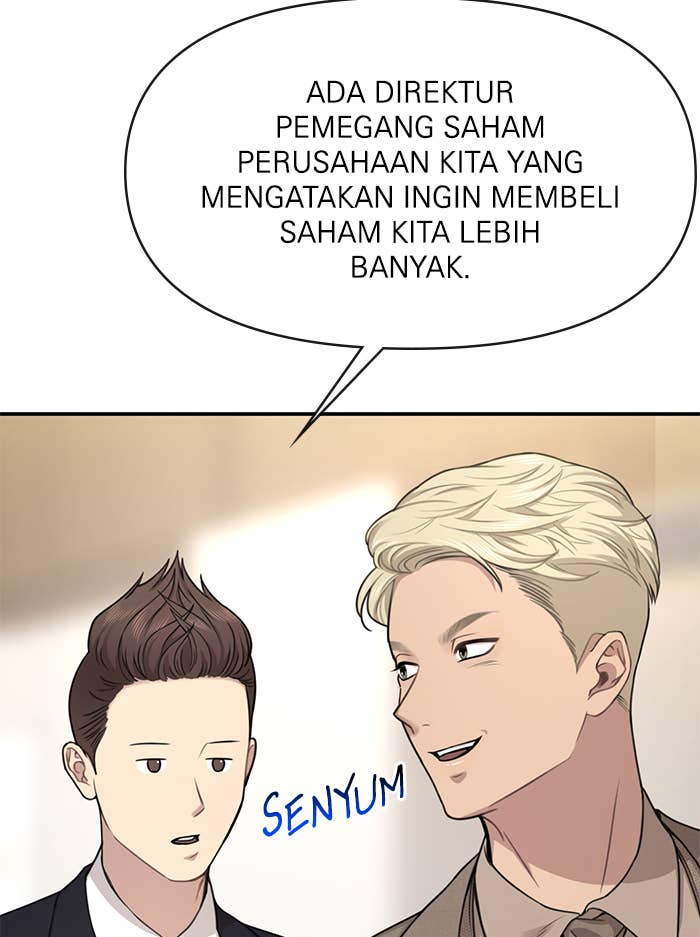 ADA DIREKTUR
PEMEGANG SAHAM
PERUSAHAAN KITA YANG
MENGATAKAN INGIN MEMBELI
SAHAM KITA LEBIH
BANYAK.
SENYUM